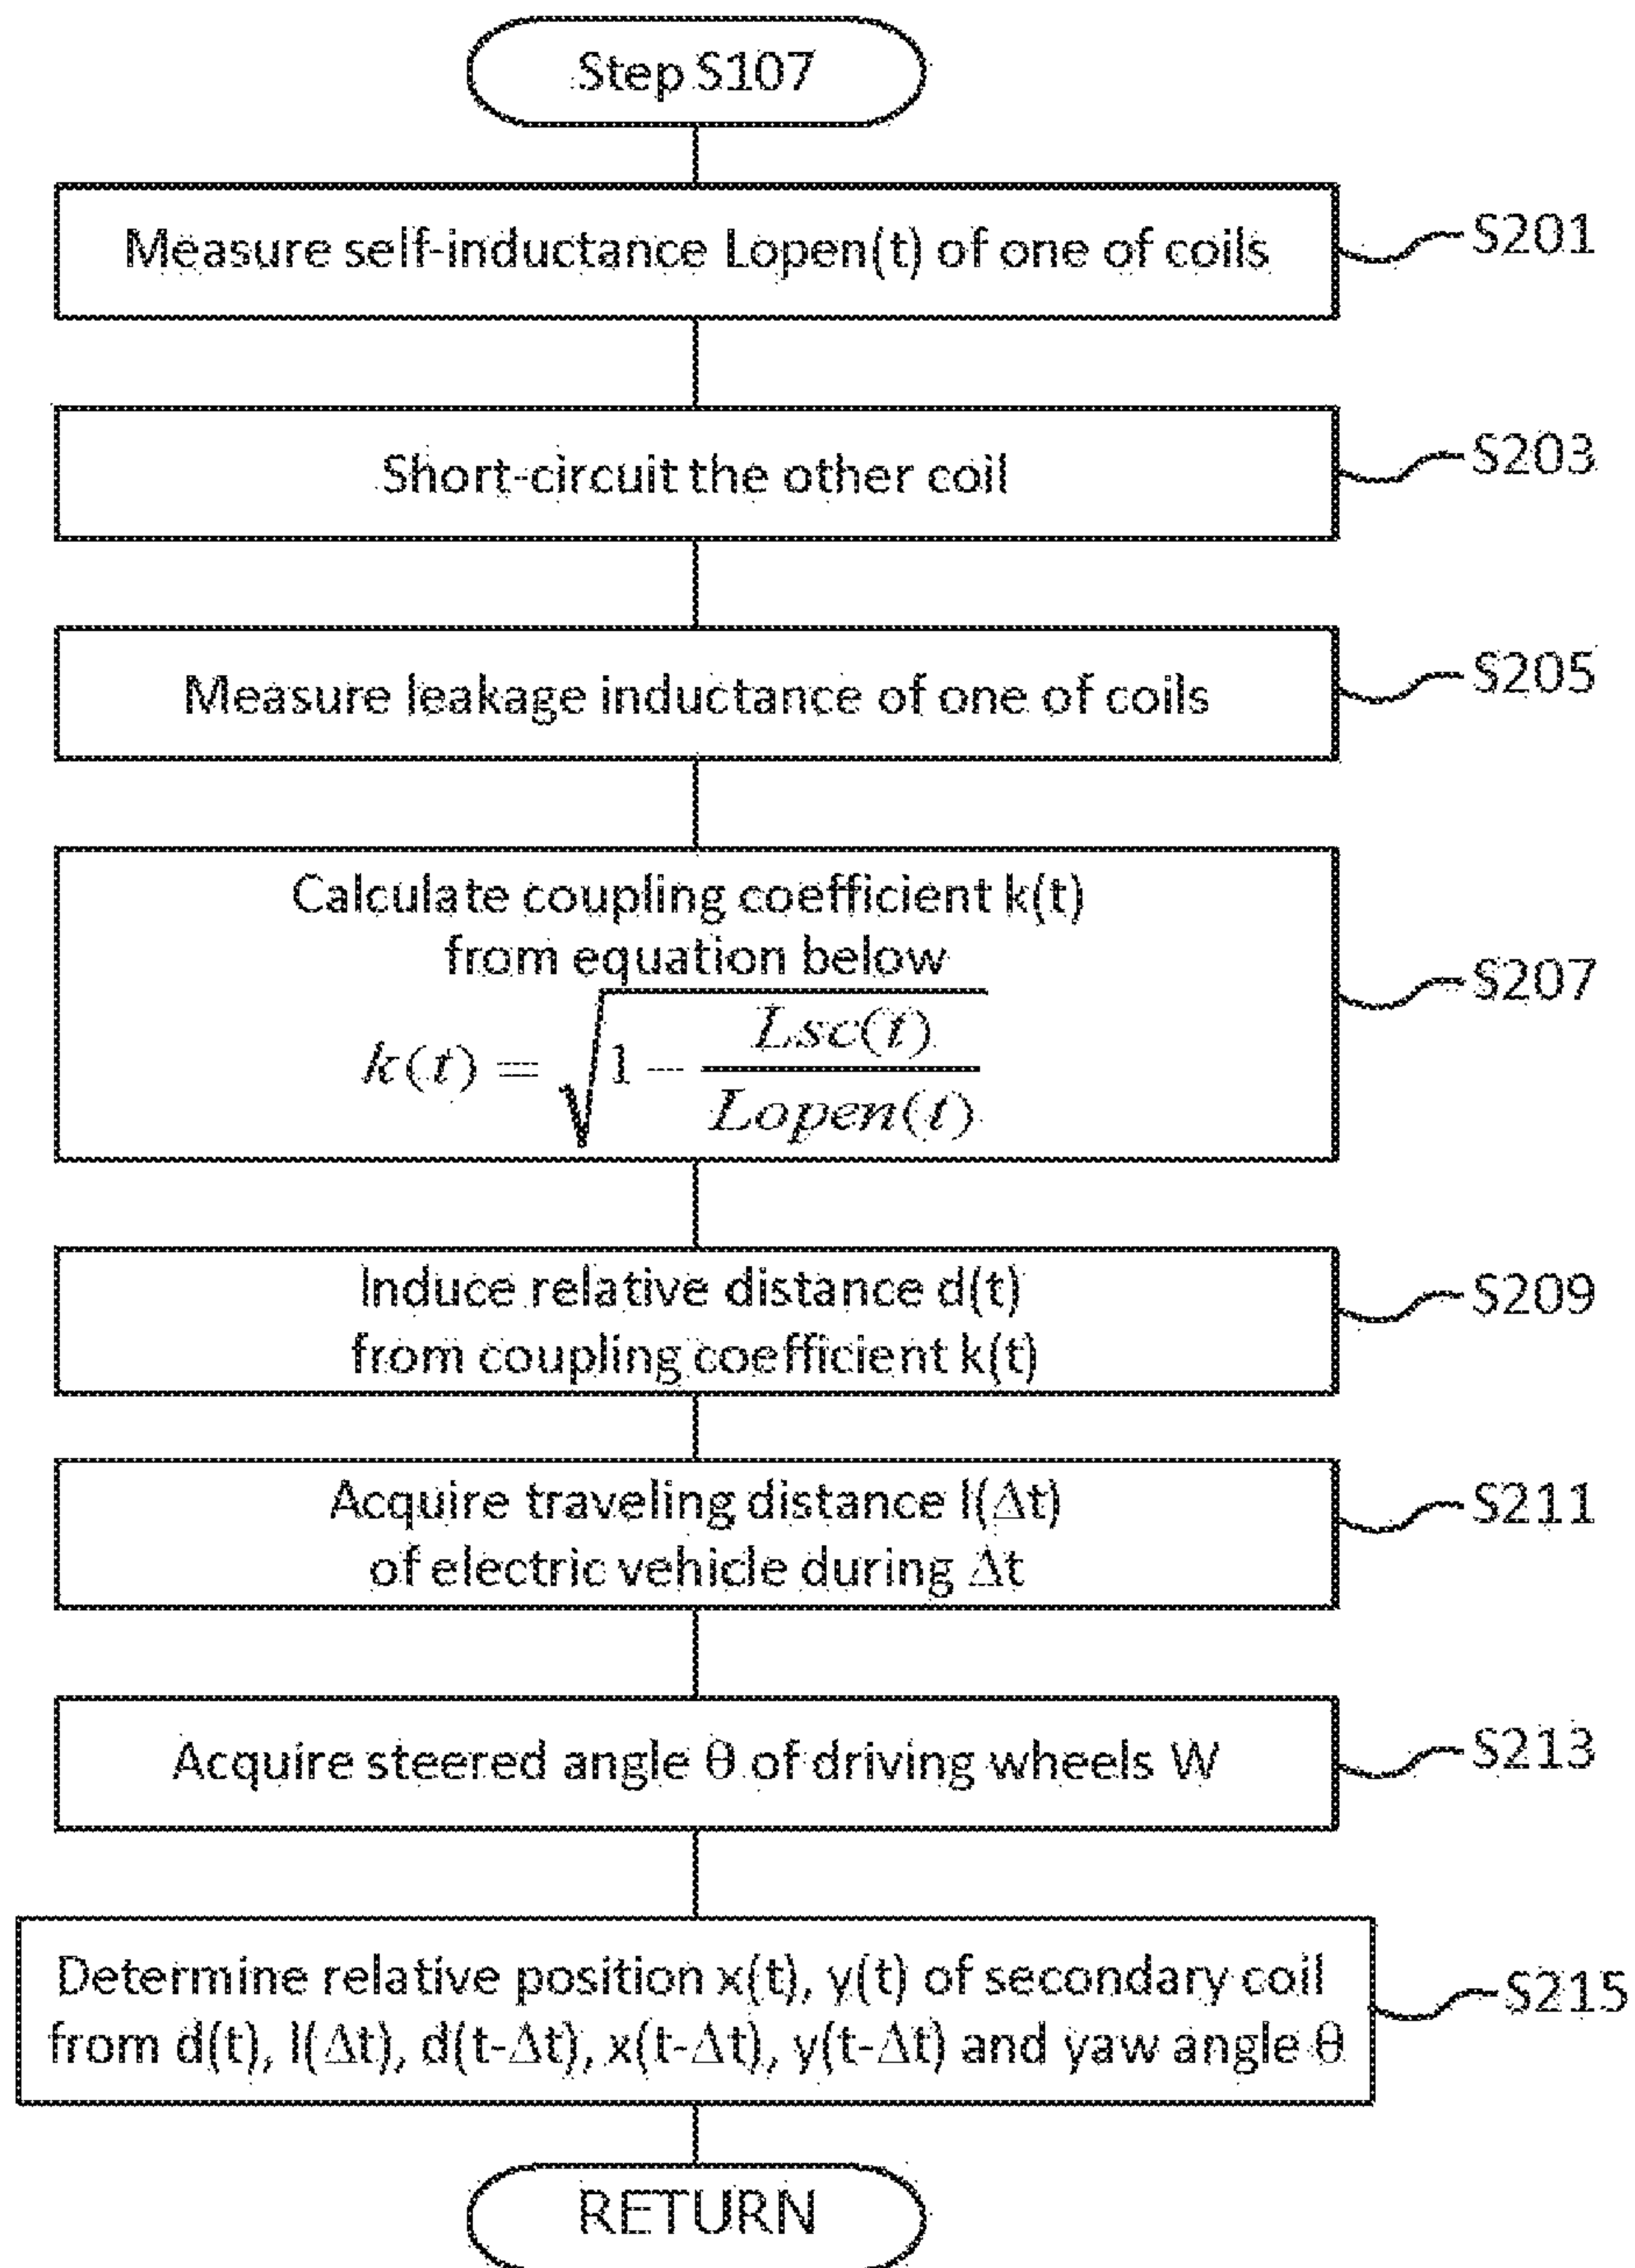 Step S107
Measure self-inductance Lopen(t) of one of coils
S201
Short-circuit the other coil
S203
Measure leakage inductance of one of coils
S205
Calculate coupling coefficient k(t)
from equation below
k(t) = √(1 - Lsc(t) / Lopen(t))
S207
Induce relative distance d(t)
from coupling coefficient k(t)
S209
Acquire traveling distance l(Δt)
of electric vehicle during Δt
S211
Acquire steered angle θ of driving wheels W
S213
Determine relative position x(t), y(t) of secondary coil
from d(t), l(Δt), d(t-Δt), x(t-Δt), y(t-Δt) and yaw angle θ
S215
RETURN